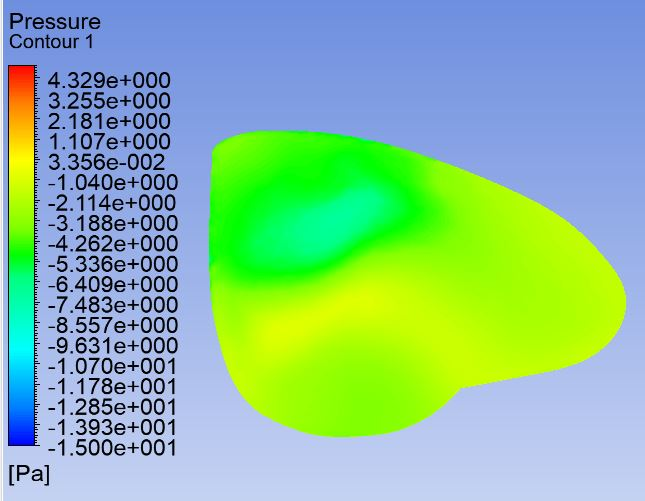 Pressure
Contour 1
4.329e+000
3.255e+000
2.181e+000
1.107e+000
3.356e-002
-1.040e+000
-2.114e+000
-3.188e+000
-4.262e+000
-5.336e+000
-6.409e+000
-7.483e+000
-8.557e+000
-9.631e+000
-1.070e+001
-1.178e+001
-1.285e+001
-1.393e+001
-1.500e+001
[Pa]